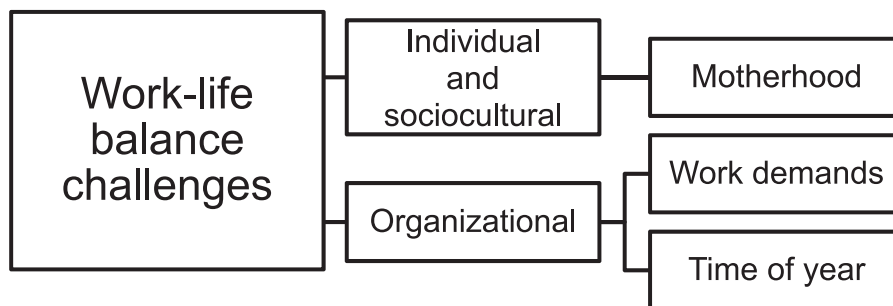 Work-life
balance
challenges
Individual
and
sociocultural
Motherhood
Organizational
Work demands
Time of year